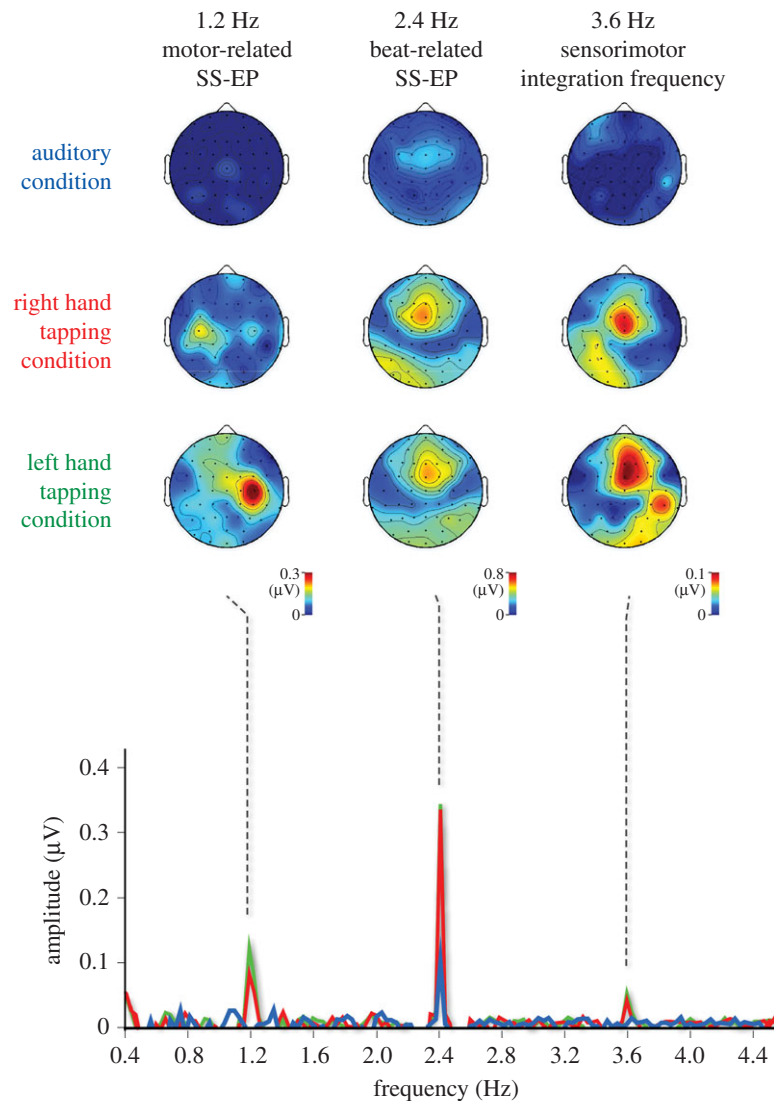 1.2 Hz
motor-related
SS-EP
2.4 Hz
beat-related
SS-EP
3.6 Hz
sensorimotor
integration frequency
auditory
condition
right hand
tapping
condition
left hand
tapping
condition
0.3
(µV)
0
0.8
(µV)
0
0.1
(µV)
0
amplitude (µV)
0.4
0.3
0.2
0.1
0
0.4 0.8 1.2 1.6 2.0 2.4 2.8 3.2 3.6 4.0 4.4
frequency (Hz)